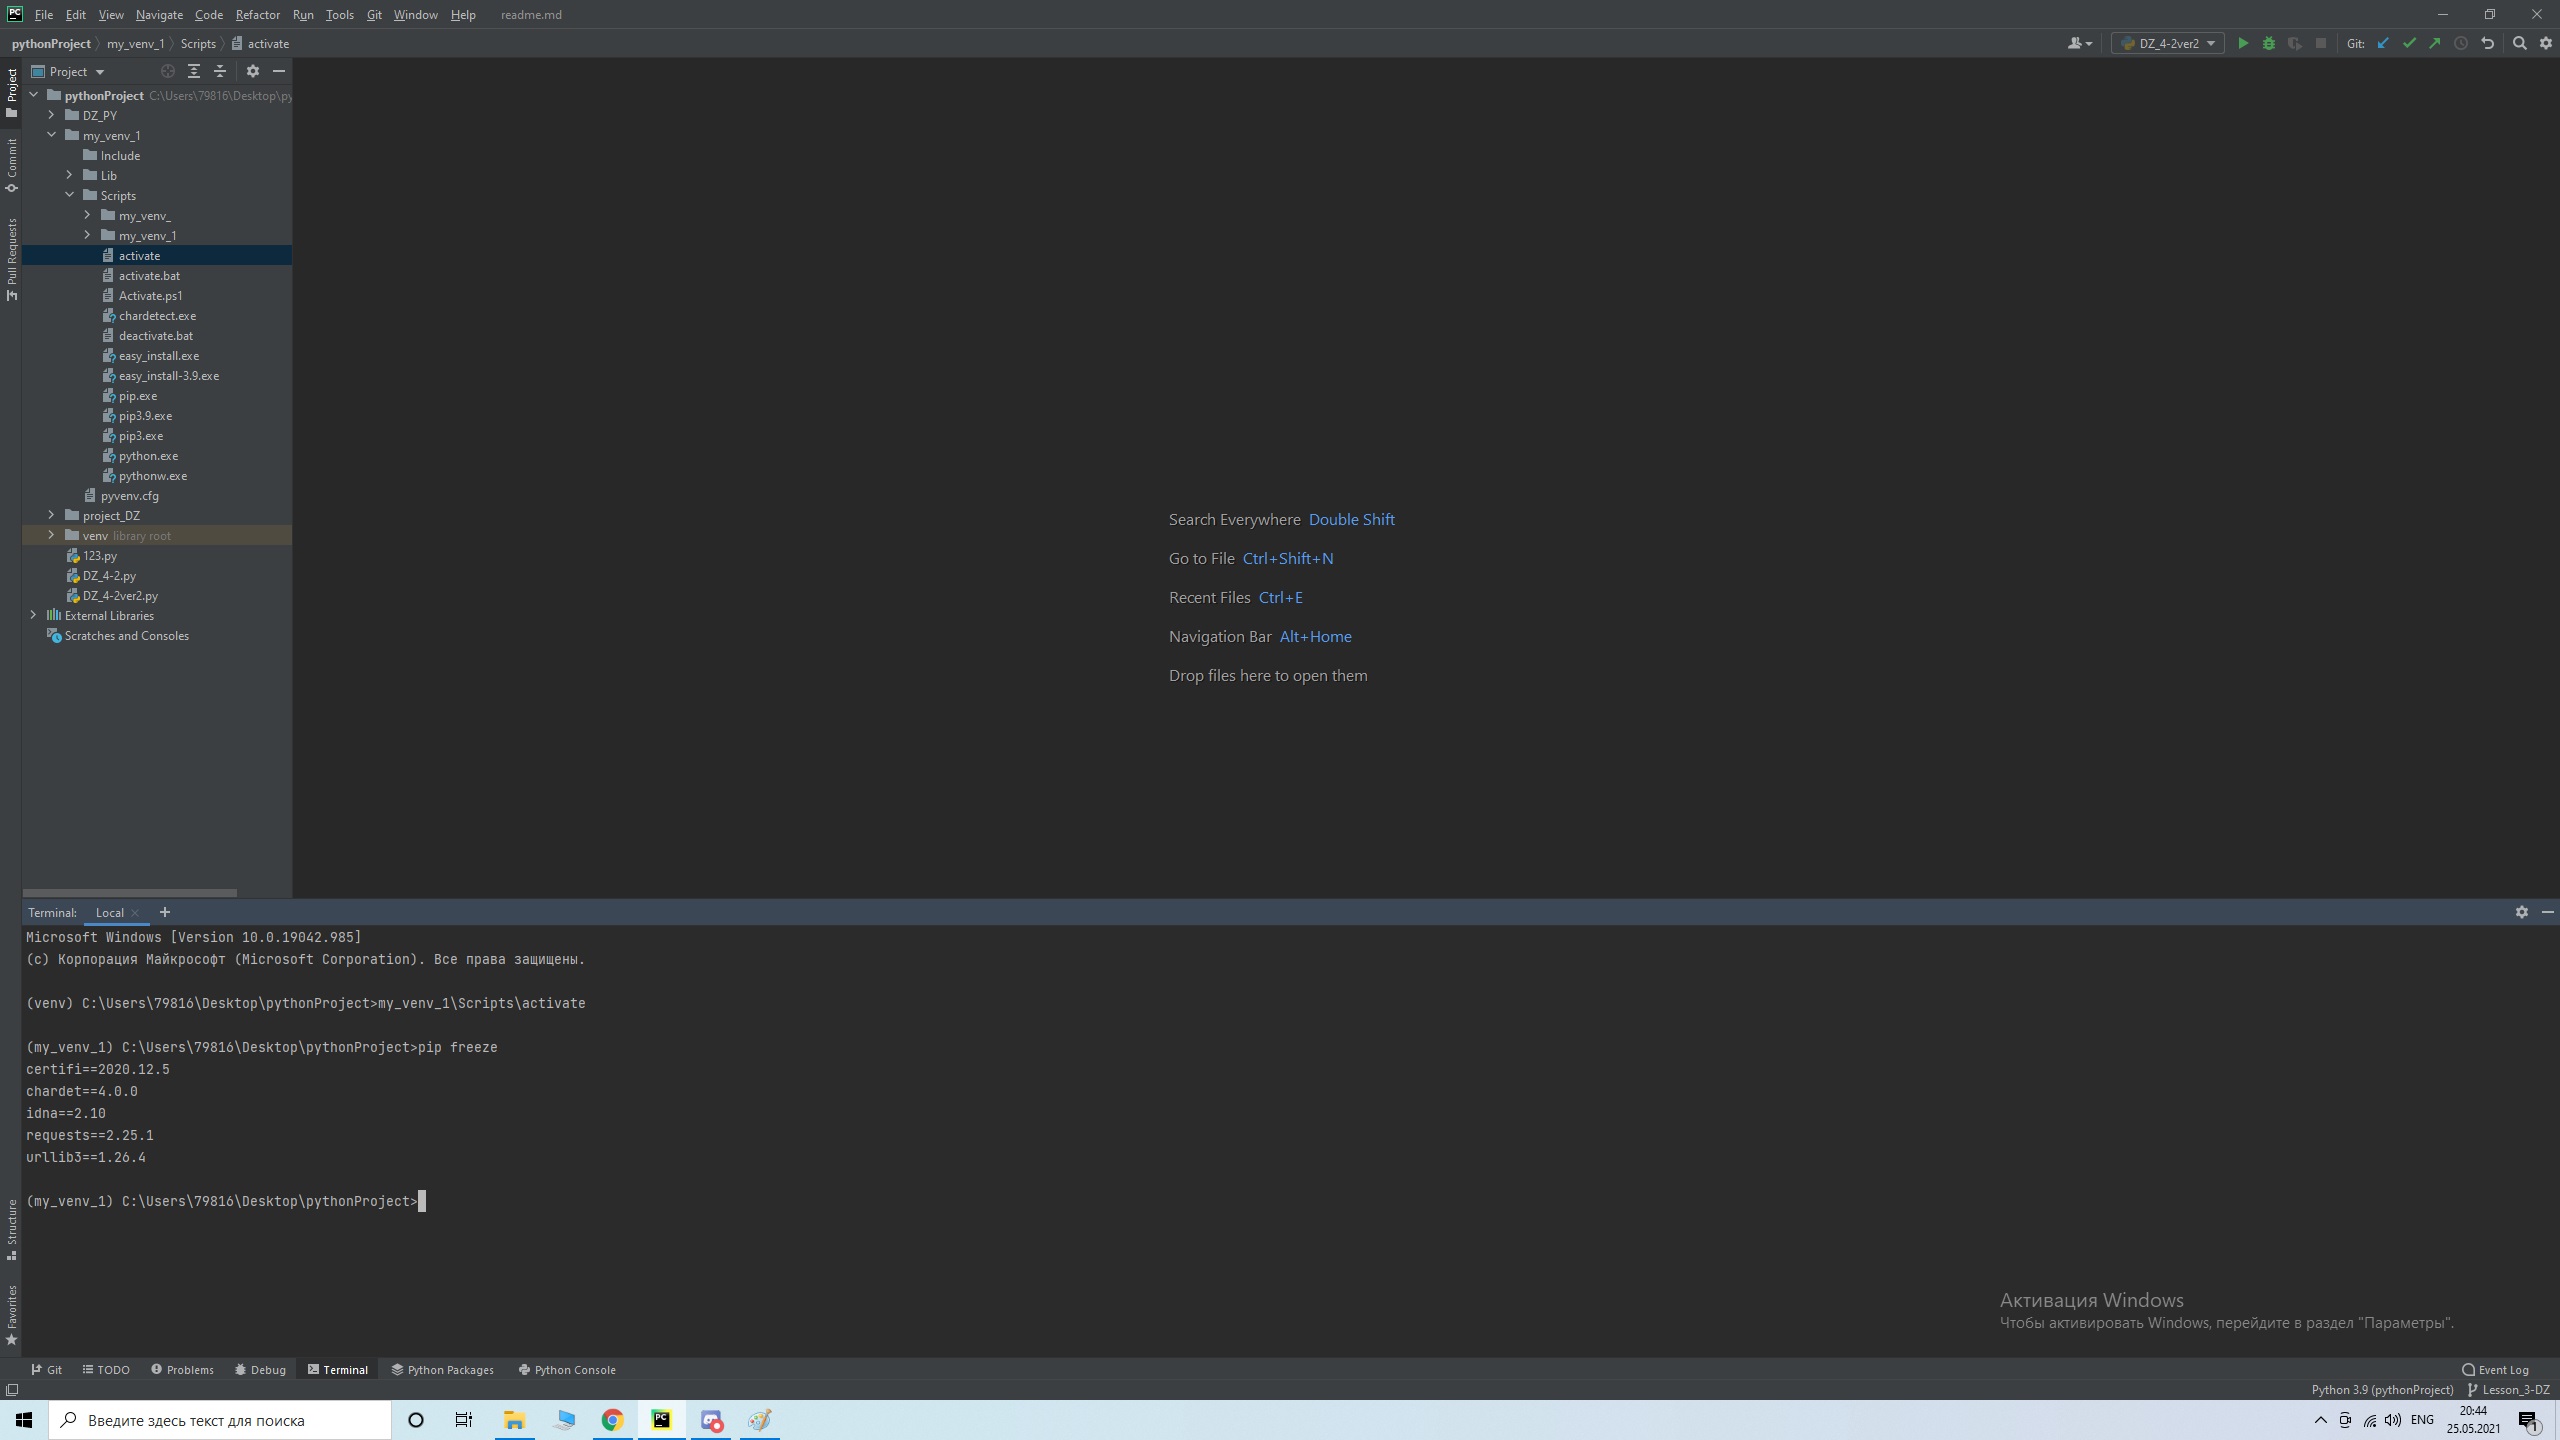 File Edit View Navigate Code Refactor Run Tools Git Window Help readme.md
pythonProject my_venv_1 Scripts activate DZ_4-2ver2 Git:
Project
Project
Commit
Pull Requests
pythonProject C:\Users\79816\Desktop\py
DZ_PY
my_venv_1
Include
Lib
Scripts
my_venv_
my_venv_1
activate
activate.bat
Activate.ps1
chardetect.exe
deactivate.bat
easy_install.exe
easy_install-3.9.exe
pip.exe
pip3.9.exe
pip3.exe
python.exe
pythonw.exe
pyvenv.cfg
project_DZ
venv library root
123.py
DZ_4-2.py
DZ_4-2ver2.py
External Libraries
Scratches and Consoles
Search Everywhere Double Shift
Go to File Ctrl+Shift+N
Recent Files Ctrl+E
Navigation Bar Alt+Home
Drop files here to open them
Terminal: Local
Microsoft Windows [Version 10.0.19042.985]
(c) Корпорация Майкрософт (Microsoft Corporation). Все права защищены.
(venv) C:\Users\79816\Desktop\pythonProject>my_venv_1\Scripts\activate
(my_venv_1) C:\Users\79816\Desktop\pythonProject>pip freeze
certifi==2020.12.5
chardet==4.0.0
idna==2.10
requests==2.25.1
urllib3==1.26.4
(my_venv_1) C:\Users\79816\Desktop\pythonProject>
Structure
Favorites
Активация Windows
Чтобы активировать Windows, перейдите в раздел "Параметры".
Git TODO Problems Debug Terminal Python Packages Python Console Event Log
Python 3.9 (pythonProject) Lesson_3-DZ
Введите здесь текст для поиска ENG 20:44
25.05.2021